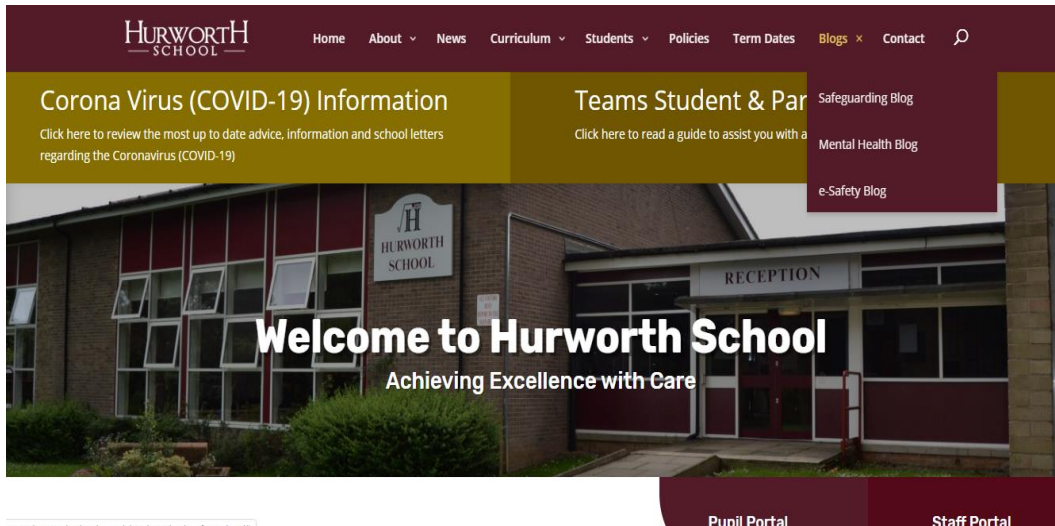 HURWORTH
SCHOOL
Home About News Curriculum Students Policies Term Dates Blogs Contact
Corona Virus (COVID-19) Information
Click here to review the most up to date advice, information and school letters
regarding the Coronavirus (COVID-19)
Teams Student & Par
Click here to read a guide to assist you with a
Safeguarding Blog
Mental Health Blog
e-Safety Blog
H
HURWORTH
SCHOOL
RECEPTION
Welcome to Hurworth School
Achieving Excellence with Care
Pupil Portal
Staff Portal